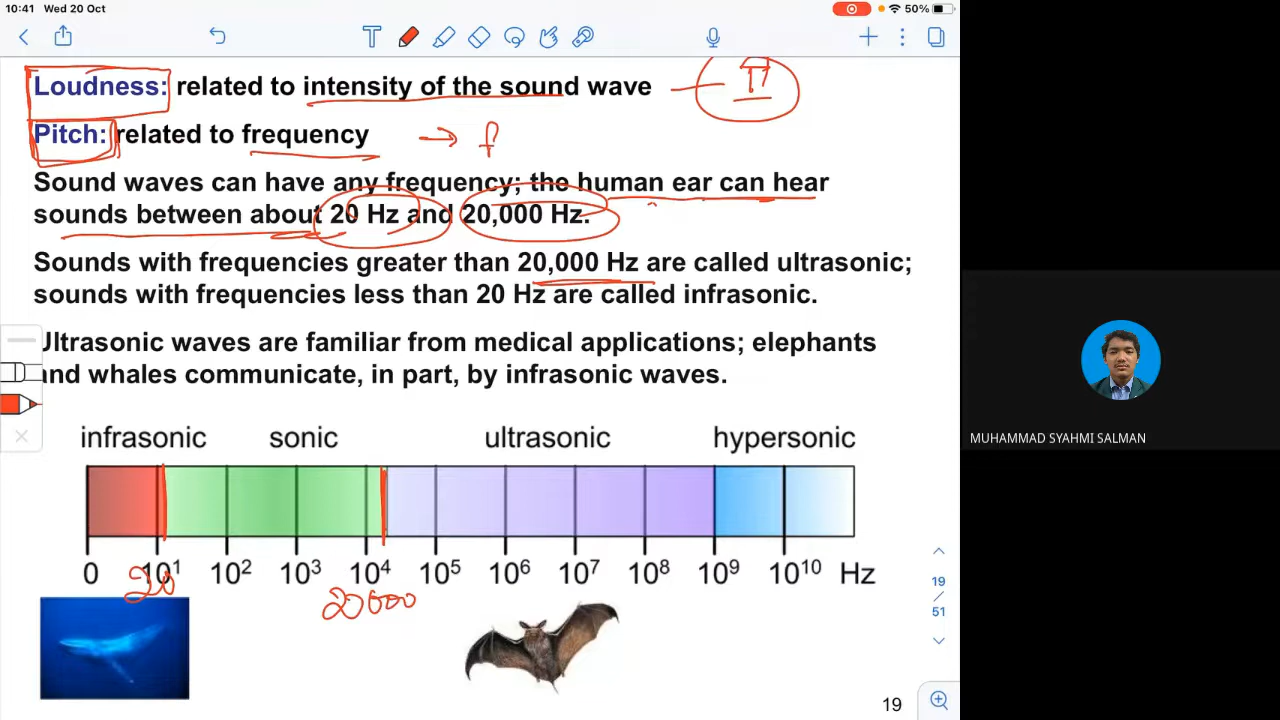 10:41 Wed 20 Oct
50%
Loudness: related to intensity of the sound wave
Pitch: related to frequency → f
Sound waves can have any frequency; the human ear can hear
sounds between about 20 Hz and 20,000 Hz.
Sounds with frequencies greater than 20,000 Hz are called ultrasonic;
sounds with frequencies less than 20 Hz are called infrasonic.
Ultrasonic waves are familiar from medical applications; elephants
and whales communicate, in part, by infrasonic waves.
infrasonic sonic ultrasonic hypersonic
0 10¹ 10² 10³ 10⁴ 10⁵ 10⁶ 10⁷ 10⁸ 10⁹ 10¹⁰ Hz
20 20000
19
/
51
19
MUHAMMAD SYAHMI SALMAN